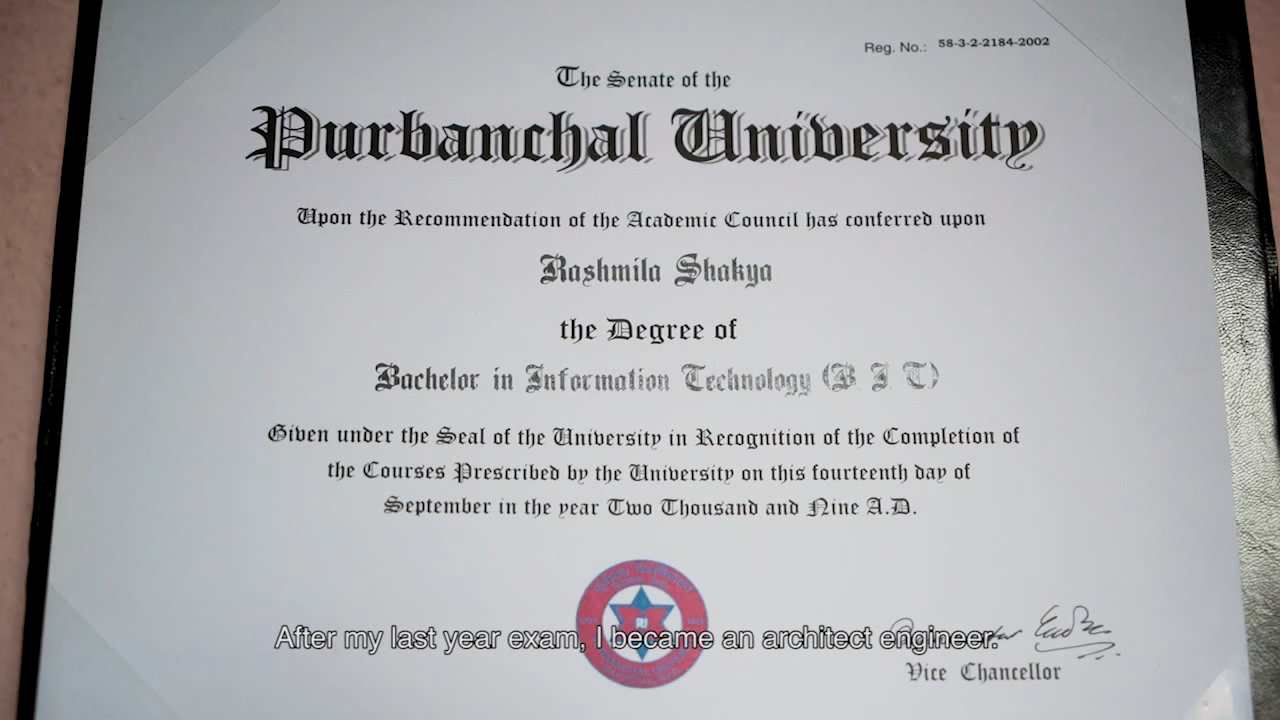 Reg. No.: 58-3-2-2184-2002
The Senate of the
Purbanchal University
Upon the Recommendation of the Academic Council has conferred upon
Rashmila Shakya
the Degree of
Bachelor in Information Technology (B I T)
Given under the Seal of the University in Recognition of the Completion of
the Courses Prescribed by the University on this fourteenth day of
September in the year Two Thousand and Nine A.D.
After my last year exam, I became an architect engineer.
Vice Chancellor